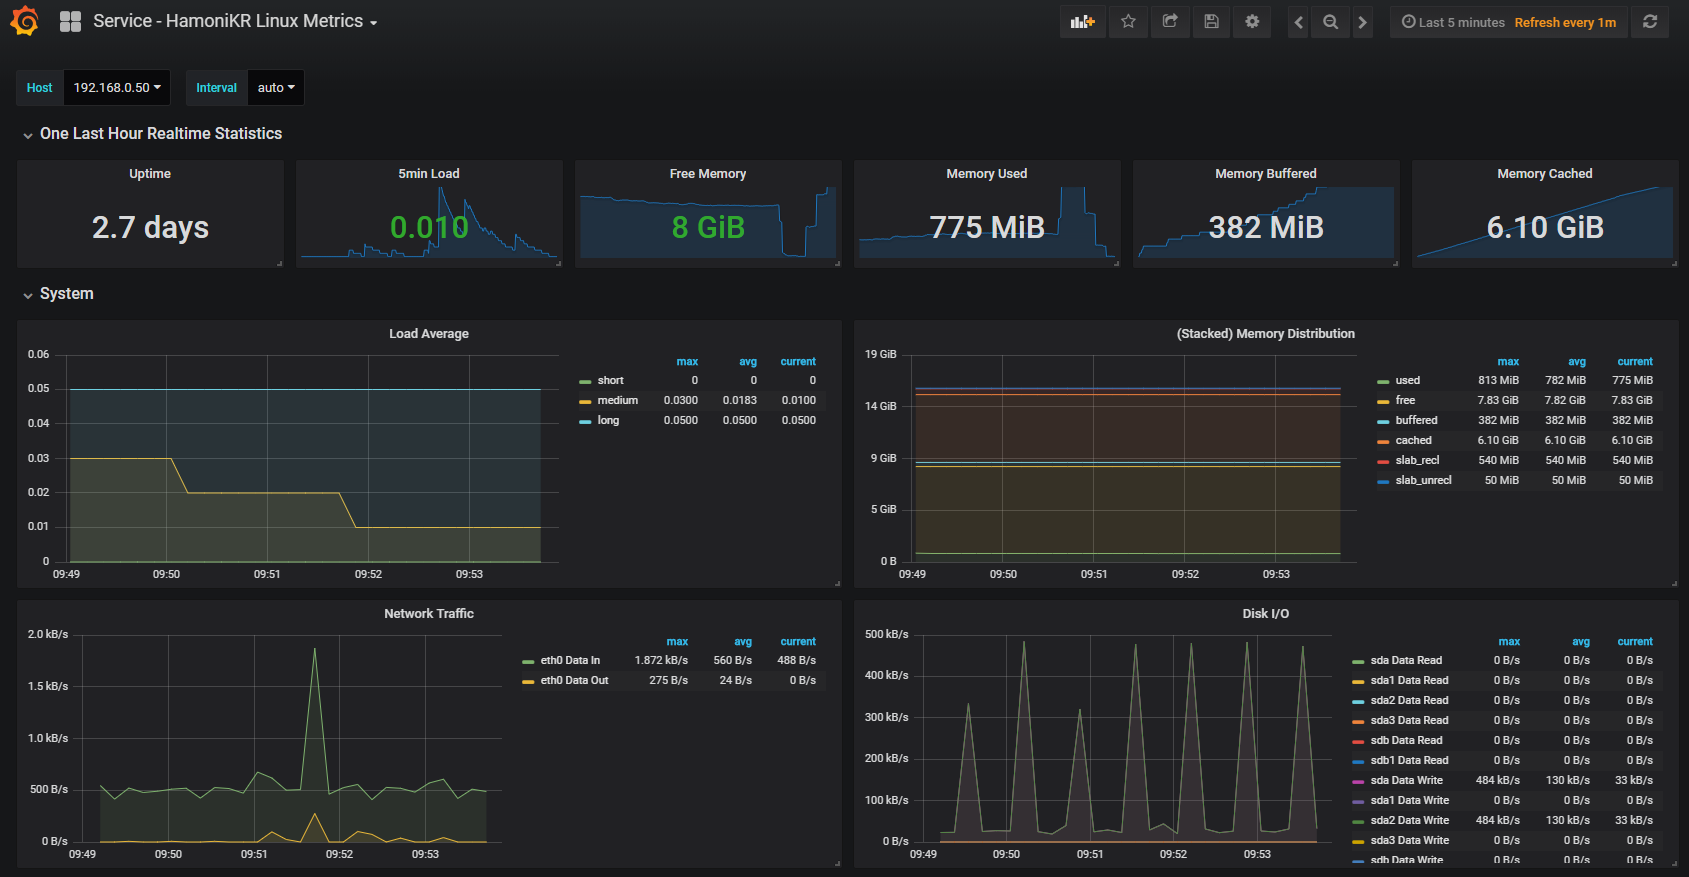 Service - HamoniKR Linux Metrics
Last 5 minutes Refresh every 1m
Host 192.168.0.50 Interval auto
One Last Hour Realtime Statistics
Uptime
2.7 days
5min Load
0.010
Free Memory
8 GiB
Memory Used
775 MiB
Memory Buffered
382 MiB
Memory Cached
6.10 GiB
System
Load Average
0.06
0.05
0.04
0.03
0.02
0.01
0
09:49 09:50 09:51 09:52 09:53
max avg current
short 0 0 0
medium 0.0300 0.0183 0.0100
long 0.0500 0.0500 0.0500
(Stacked) Memory Distribution
19 GiB
14 GiB
9 GiB
5 GiB
0 B
09:49 09:50 09:51 09:52 09:53
max avg current
used 813 MiB 782 MiB 775 MiB
free 7.83 GiB 7.82 GiB 7.83 GiB
buffered 382 MiB 382 MiB 382 MiB
cached 6.10 GiB 6.10 GiB 6.10 GiB
slab_recl 540 MiB 540 MiB 540 MiB
slab_unrecl 50 MiB 50 MiB 50 MiB
Network Traffic
2.0 kB/s
1.5 kB/s
1.0 kB/s
500 B/s
0 B/s
09:49 09:50 09:51 09:52 09:53
max avg current
eth0 Data In 1.872 kB/s 560 B/s 488 B/s
eth0 Data Out 275 B/s 24 B/s 0 B/s
Disk I/O
500 kB/s
400 kB/s
300 kB/s
200 kB/s
100 kB/s
0 B/s
09:49 09:50 09:51 09:52 09:53
max avg current
sda Data Read 0 B/s 0 B/s 0 B/s
sda1 Data Read 0 B/s 0 B/s 0 B/s
sda2 Data Read 0 B/s 0 B/s 0 B/s
sda3 Data Read 0 B/s 0 B/s 0 B/s
sdb Data Read 0 B/s 0 B/s 0 B/s
sdb1 Data Read 0 B/s 0 B/s 0 B/s
sda Data Write 484 kB/s 130 kB/s 33 kB/s
sda1 Data Write 0 B/s 0 B/s 0 B/s
sda2 Data Write 484 kB/s 130 kB/s 33 kB/s
sda3 Data Write 0 B/s 0 B/s 0 B/s
sdb Data Write 0 B/s 0 B/s 0 B/s